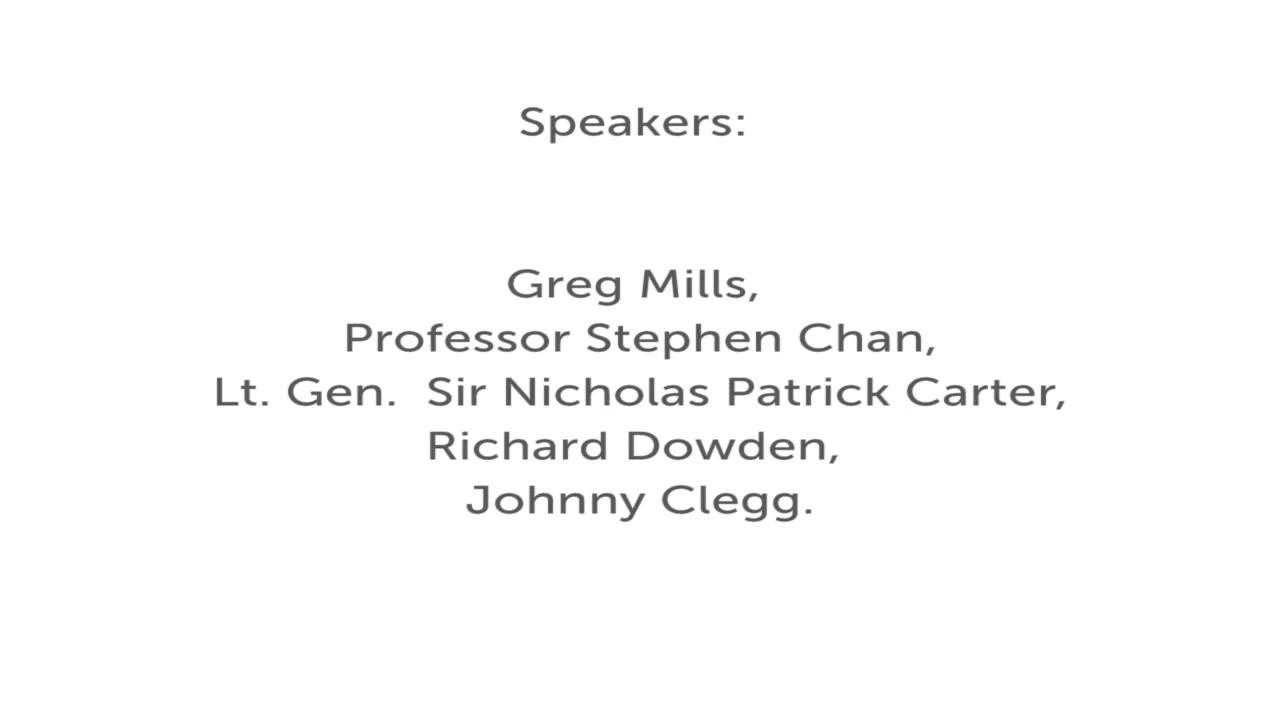 Speakers:
Greg Mills,
Professor Stephen Chan,
Lt. Gen.  Sir Nicholas Patrick Carter,
Richard Dowden,
Johnny Clegg.